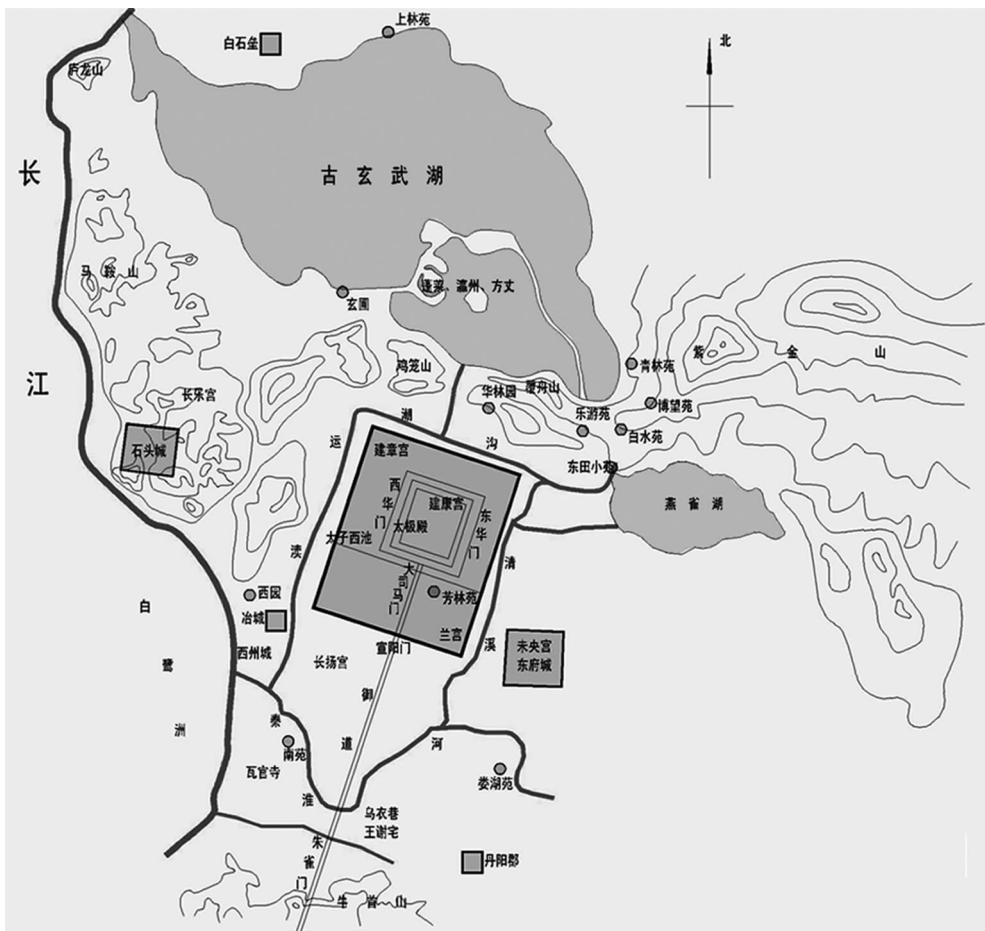 上林苑
白石垒
北
庐龙山
长江
古玄武湖
马鞍山
蓬莱、瀛州、方丈
玄圃
青林苑
紫金山
鸡笼山
覆舟山
华林园
长乐宫
博望苑
乐游苑
白水苑
潮沟
运渎
石头城
建章宫
东田小苑
西华门
建康宫
燕雀湖
太极殿
东华门
太子西池
大司马门
清溪
西园
芳林苑
冶城
兰宫
白鹭洲
宣阳门
未央宫
东府城
西州城
长扬宫
御道
秦淮河
南苑
瓦官寺
娄湖苑
乌衣巷
王谢宅
朱雀门
丹阳郡
牛首山